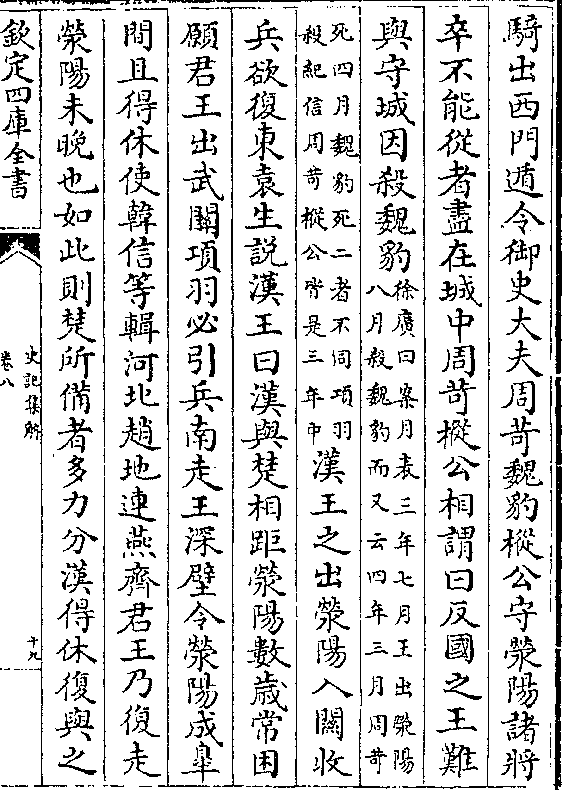 騎出西門遁令御史大夫周苛魏豹樅公守滎陽諸將
卒不能從者盡在城中周苛樅公相謂曰反國之王難
與守城因殺魏豹徐廣曰案月表三年七月王出滎陽
八月殺魏豹而又云四年三月周苛
死四月魏豹死二者不同項羽
殺紀信周苛樅公皆是三年中漢王之出滎陽入關收
兵欲復東袁生説漢王曰漢與楚相距滎陽數歳常困
願君王出武關項羽必引兵南走王深壁令滎陽成臯
間且得休使韓信等輯河北趙地連燕齊君王乃復走
滎陽未晩也如此則楚所備者多力分漢得休復與之
欽定四庫全書
史記集解
卷八
十九